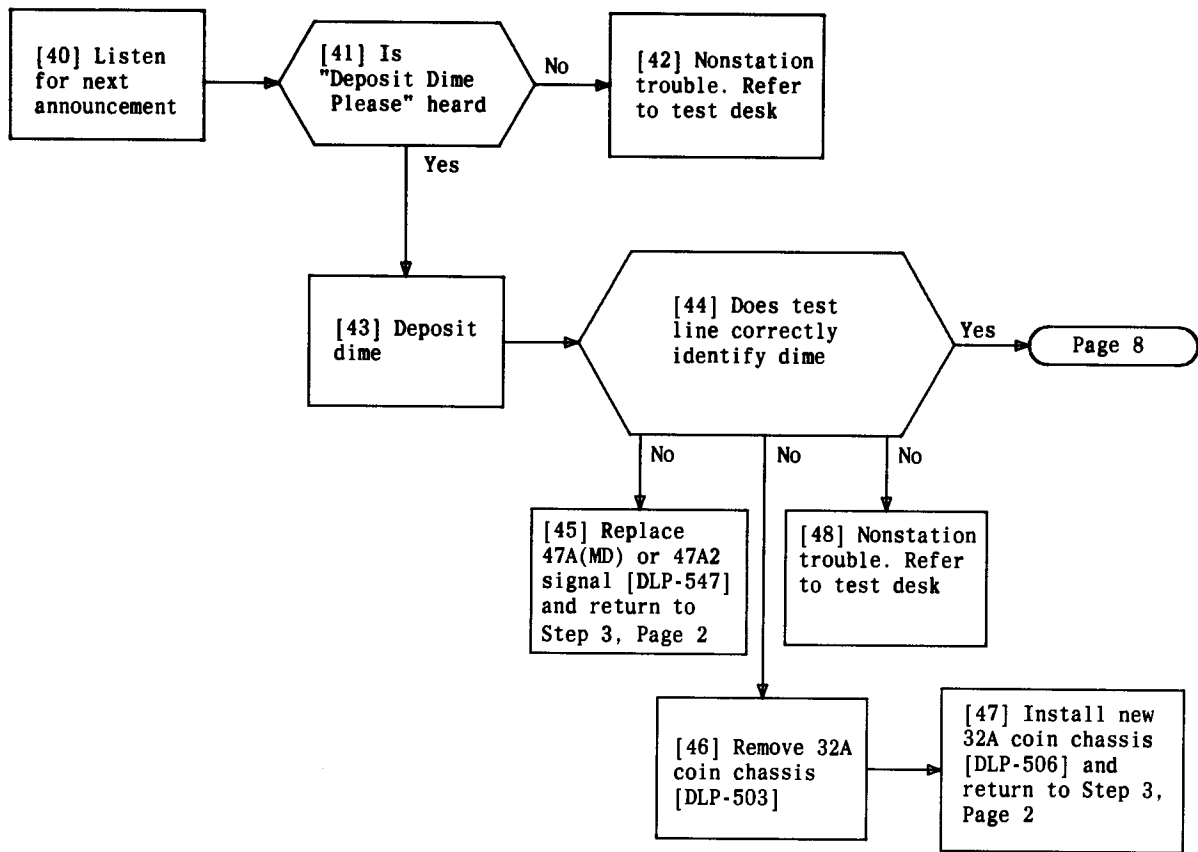 [40] Listen
for next
announcement
[41] Is
"Deposit Dime
Please" heard
No
[42] Nonstation
trouble. Refer
to test desk
Yes
[43] Deposit
dime
[44] Does test
line correctly
identify dime
Yes
Page 8
No
No
No
[45] Replace
47A(MD) or 47A2
signal [DLP-547]
and return to
Step 3, Page 2
[48] Nonstation
trouble. Refer
to test desk
[46] Remove 32A
coin chassis
[DLP-503]
[47] Install new
32A coin chassis
[DLP-506] and
return to Step 3,
Page 2